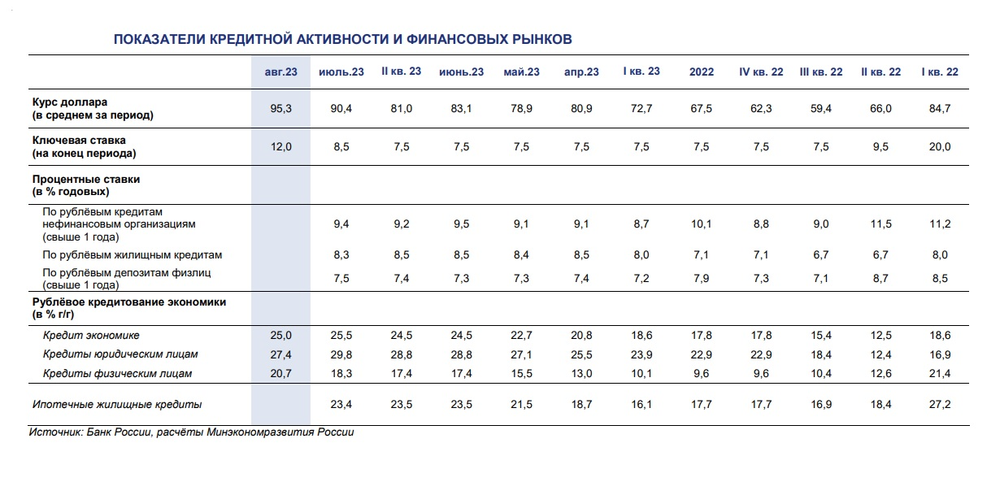 ПОКАЗАТЕЛИ КРЕДИТНОЙ АКТИВНОСТИ И ФИНАНСОВЫХ РЫНКОВ
авг.23 июль.23 II кв. 23 июнь.23 май.23 апр.23 I кв. 23 2022 IV кв. 22 III кв. 22 II кв. 22 I кв. 22
Курс доллара
(в среднем за период) 95,3 90,4 81,0 83,1 78,9 80,9 72,7 67,5 62,3 59,4 66,0 84,7
Ключевая ставка
(на конец периода) 12,0 8,5 7,5 7,5 7,5 7,5 7,5 7,5 7,5 7,5 9,5 20,0
Процентные ставки
(в % годовых)
По рублёвым кредитам
нефинансовым организациям 9,4 9,2 9,5 9,1 9,1 8,7 10,1 8,8 9,0 11,5 11,2
(свыше 1 года)
По рублёвым жилищным кредитам 8,3 8,5 8,5 8,4 8,5 8,0 7,1 7,1 6,7 6,7 8,0
По рублёвым депозитам физлиц
(свыше 1 года) 7,5 7,4 7,3 7,3 7,4 7,2 7,9 7,3 7,1 8,7 8,5
Рублёвое кредитование экономики
(в % г/г)
Кредит экономике 25,0 25,5 24,5 24,5 22,7 20,8 18,6 17,8 17,8 15,4 12,5 18,6
Кредиты юридическим лицам 27,4 29,8 28,8 28,8 27,1 25,5 23,9 22,9 22,9 18,4 12,4 16,9
Кредиты физическим лицам 20,7 18,3 17,4 17,4 15,5 13,0 10,1 9,6 9,6 10,4 12,6 21,4
Ипотечные жилищные кредиты 23,4 23,5 23,5 21,5 18,7 16,1 17,7 17,7 16,9 18,4 27,2
Источник: Банк России, расчёты Минэкономразвития России